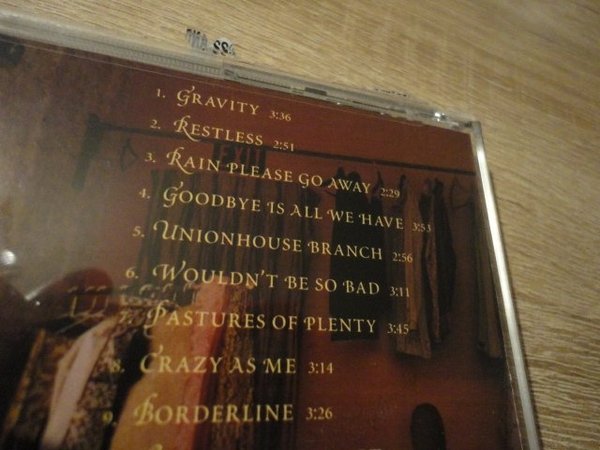 1. GRAVITY 3:36
2. RESTLESS 2:51
3. RAIN PLEASE GO AWAY 2:29
4. GOODBYE IS ALL WE HAVE 3:53
5. UNIONHOUSE BRANCH 2:56
6. WOULDN'T BE SO BAD 3:11
7. PASTURES OF PLENTY 3:45
8. CRAZY AS ME 3:14
9. BORDERLINE 3:26